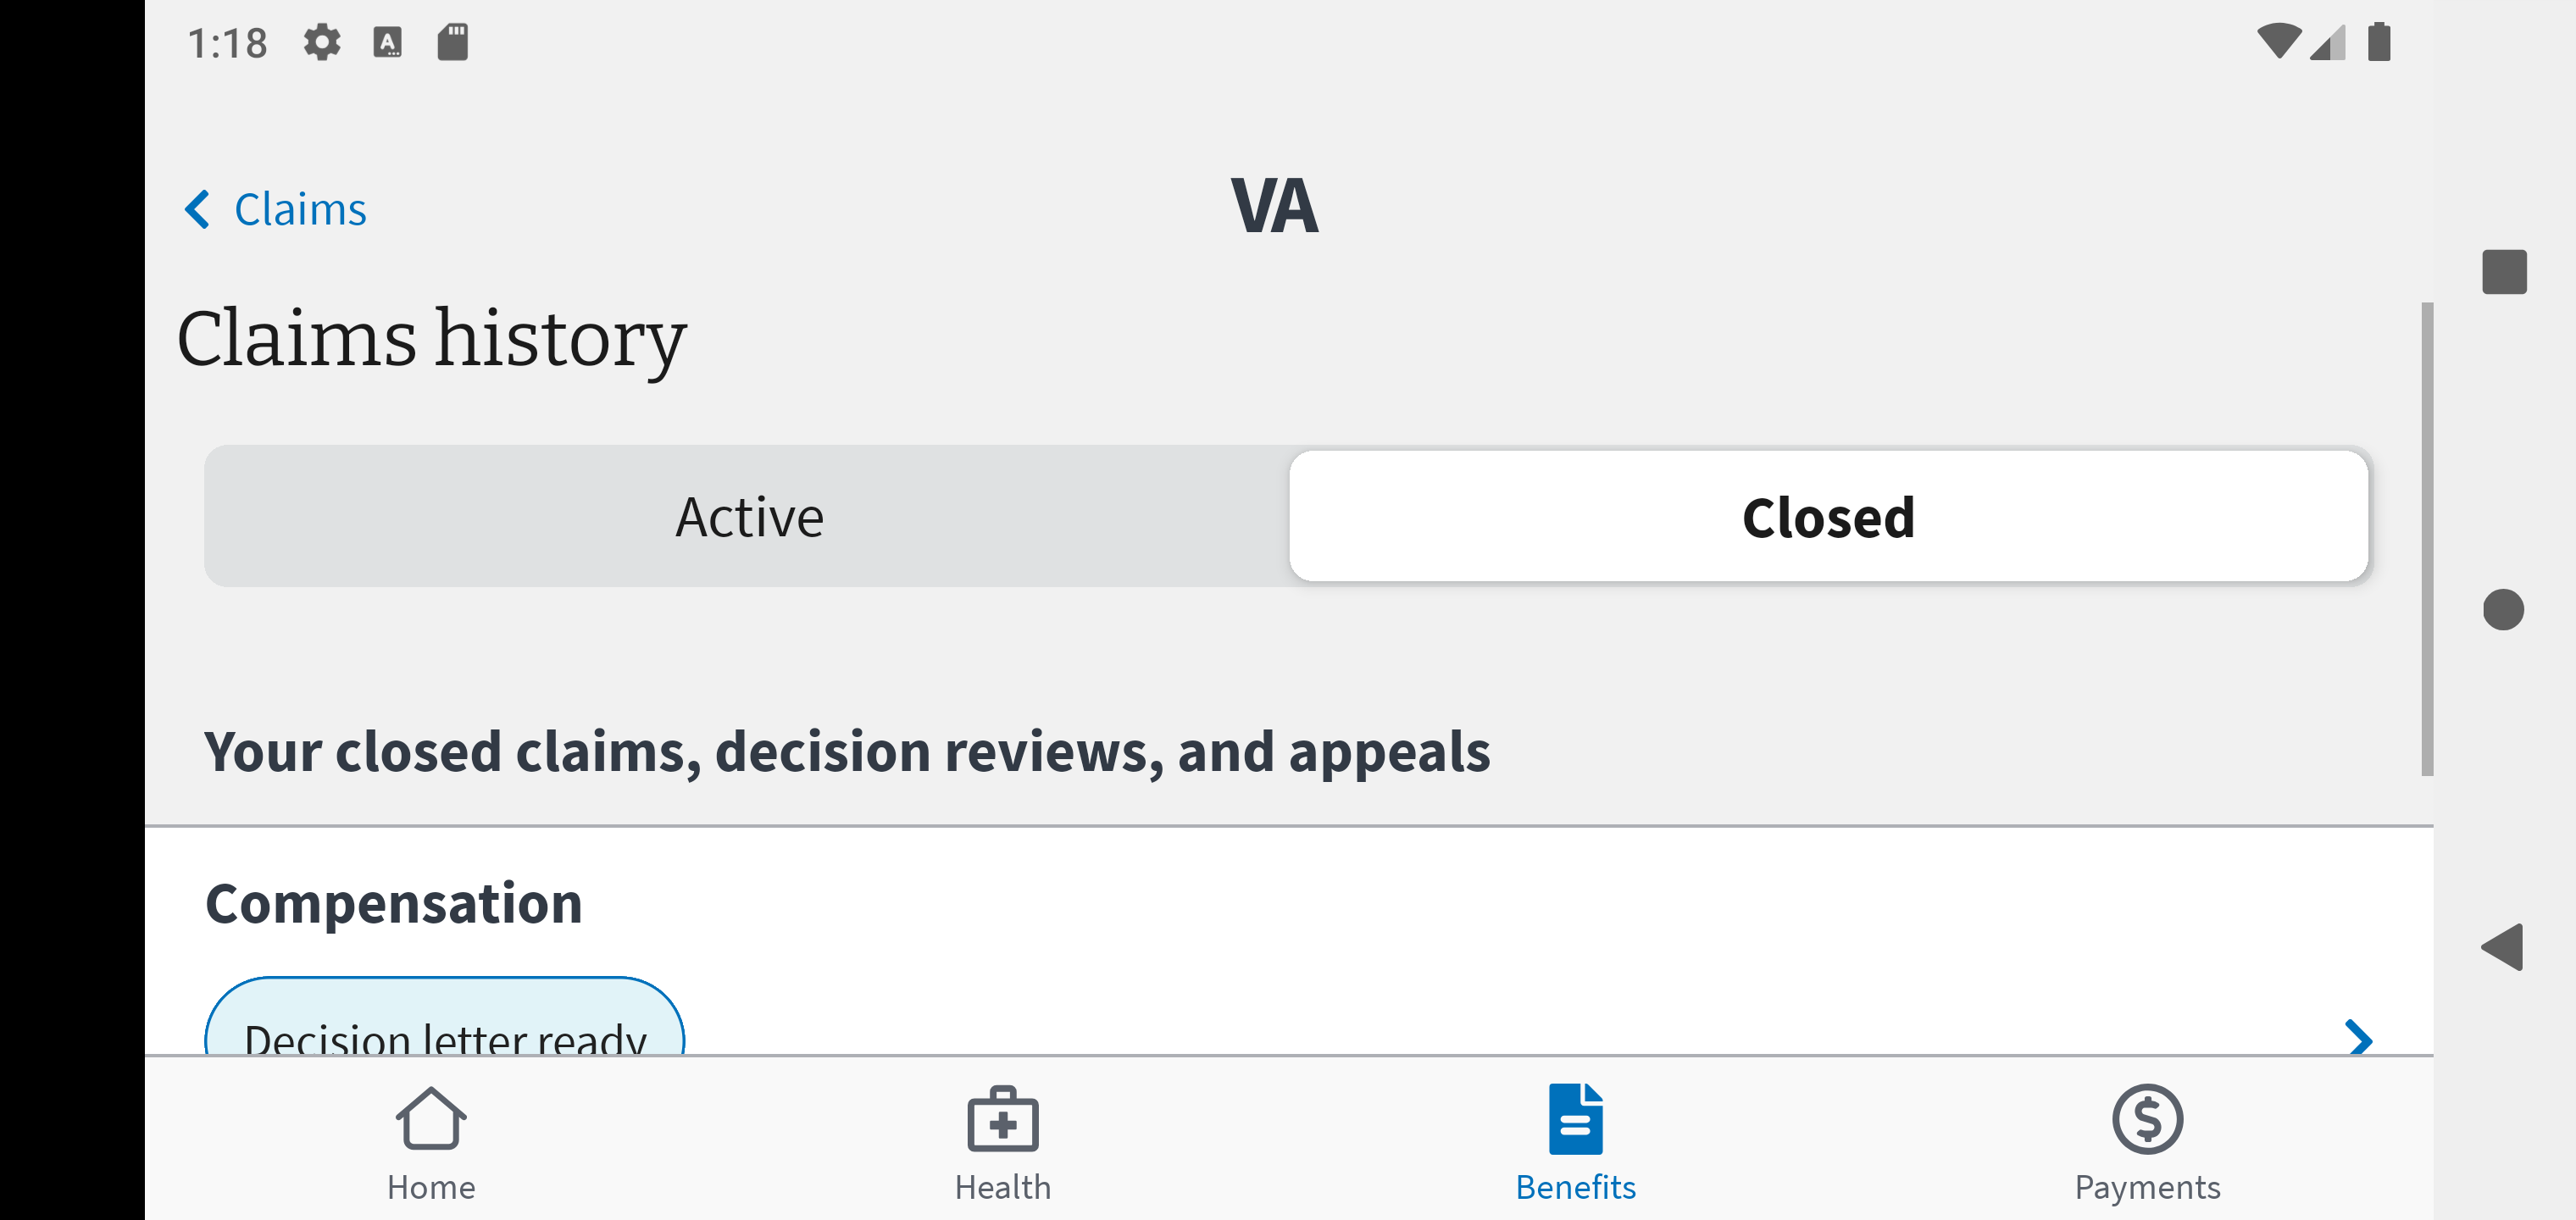 1:18
Claims
VA
Claims history
Active
Closed
Your closed claims, decision reviews, and appeals
Compensation
Decision letter ready
Home
Health
Benefits
Payments